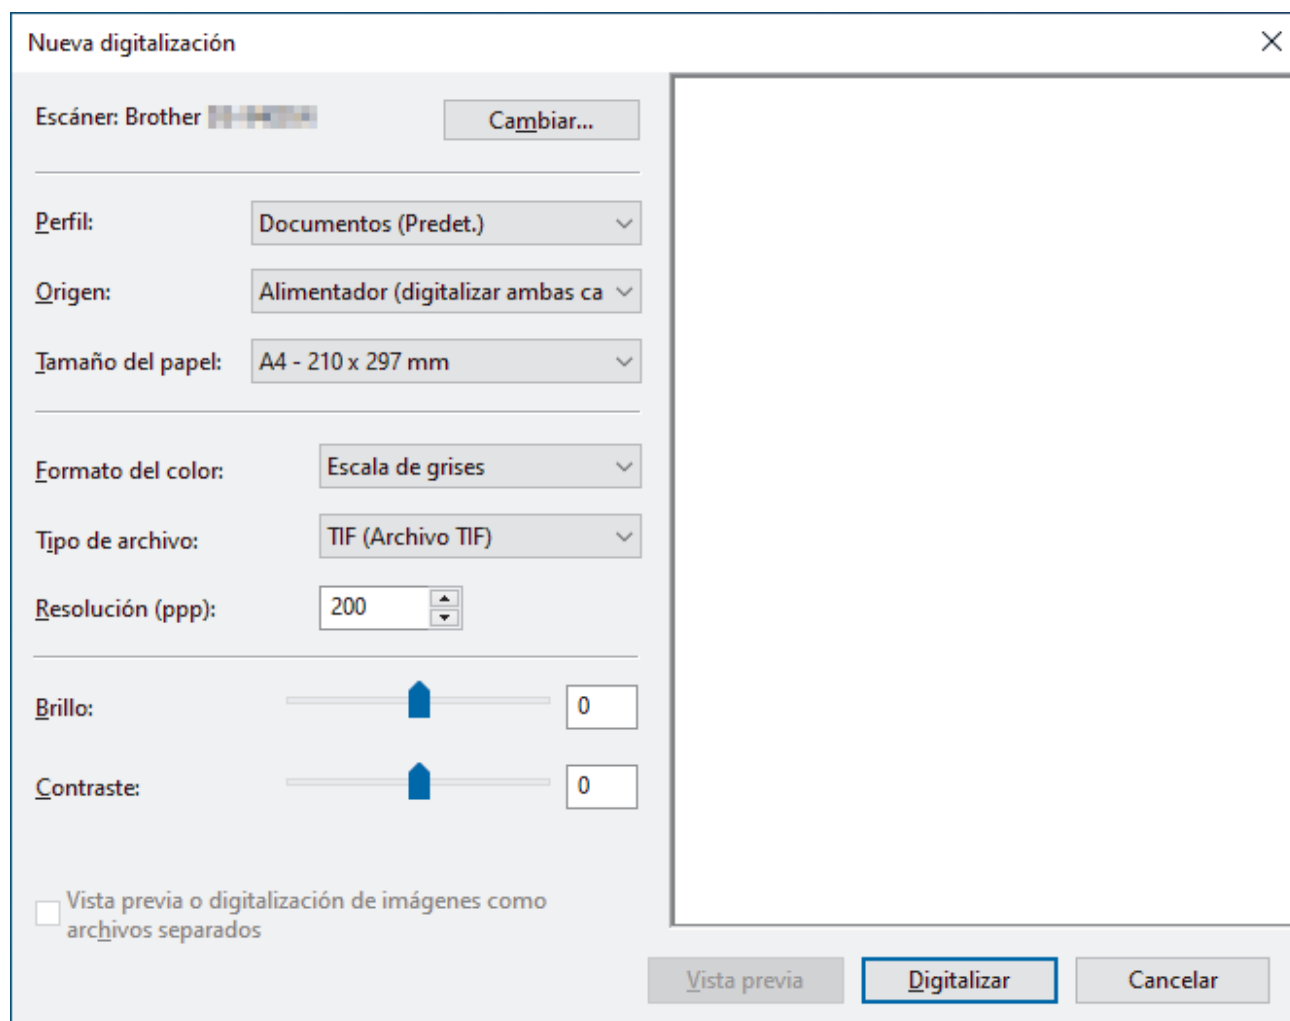 Nueva digitalización
Escáner: Brother
Cambiar...
Perfil:
Documentos (Predet.)
Origen:
Alimentador (digitalizar ambas ca
Tamaño del papel:
A4 - 210 x 297 mm
Formato del color:
Escala de grises
Tipo de archivo:
TIF (Archivo TIF)
Resolución (ppp):
200
Brillo:
0
Contraste:
0
Vista previa o digitalización de imágenes como
archivos separados
Vista previa
Digitalizar
Cancelar